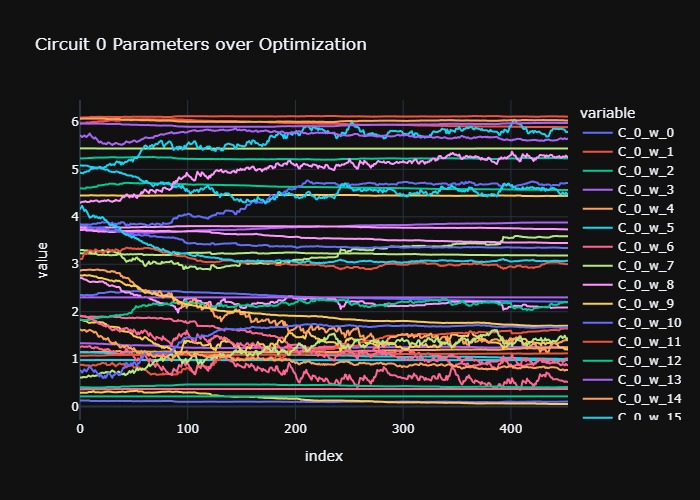 Circuit 0 Parameters over Optimization
variable
C_0_w_0
C_0_w_1
C_0_w_2
C_0_w_3
C_0_w_4
C_0_w_5
C_0_w_6
C_0_w_7
C_0_w_8
C_0_w_9
C_0_w_10
C_0_w_11
C_0_w_12
C_0_w_13
C_0_w_14
C_0_w_15
value
6
5
4
3
2
1
0
0 100 200 300 400
index